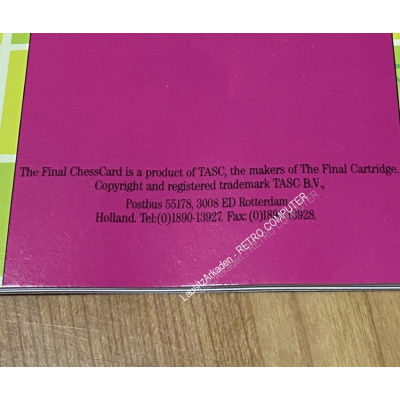 The Final ChessCard is a product of TASC, the makers of The Final Cartridge.
Copyright and registered trademark TASC B.V.,
Postbus 55178, 3008 ED Rotterdam
Holland. Tel:(0)1890-13927. Fax: (0)1890-13928.
LausitzArkaden - RETRO COMPUTER